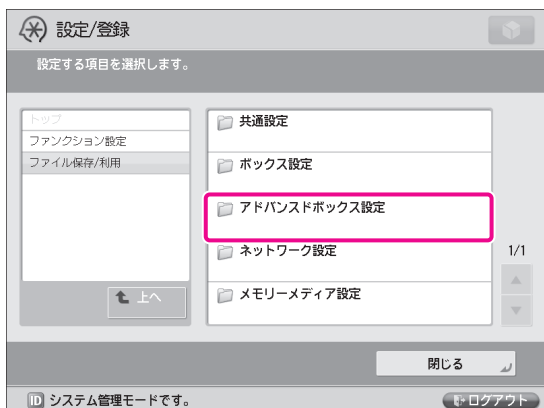 設定/登録
設定する項目を選択します。
トップ
ファンクション設定
ファイル保存/利用
上へ
共通設定
ボックス設定
アドバンスドボックス設定
ネットワーク設定
メモリーメディア設定
1/1
閉じる
ID システム管理モードです。
ログアウト